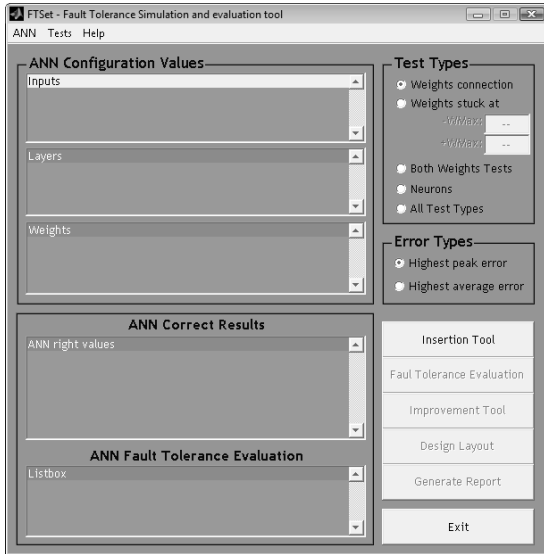 FTSet - Fault Tolerance Simulation and evaluation tool
ANN Tests Help
ANN Configuration Values
Inputs
Layers
Weights
Test Types
Weights connection
Weights stuck at
-WMax: --
+WMax: --
Both Weights Tests
Neurons
All Test Types
Error Types
Highest peak error
Highest average error
ANN Correct Results
ANN right values
ANN Fault Tolerance Evaluation
Listbox
Insertion Tool
Faul Tolerance Evaluation
Improvement Tool
Design Layout
Generate Report
Exit